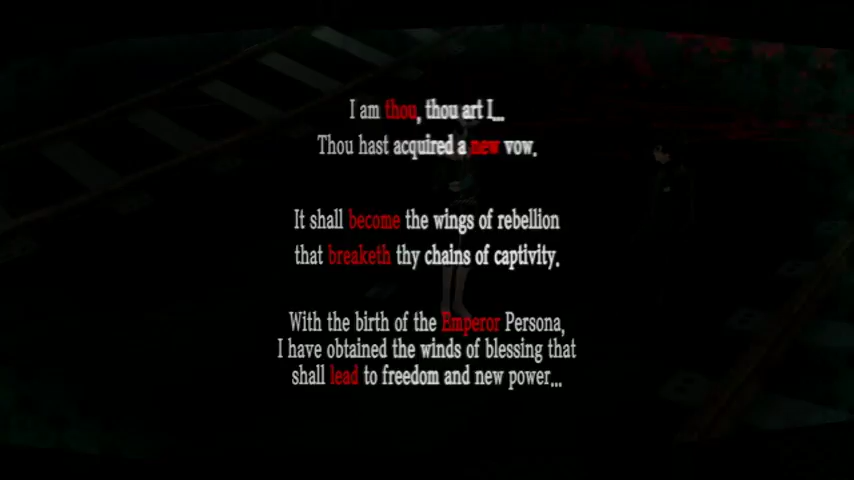 I am thou, thou art I...
Thou hast acquired a new vow.
It shall become the wings of rebellion
that breaketh thy chains of captivity.
With the birth of the Emperor Persona,
I have obtained the winds of blessing that
shall lead to freedom and new power...